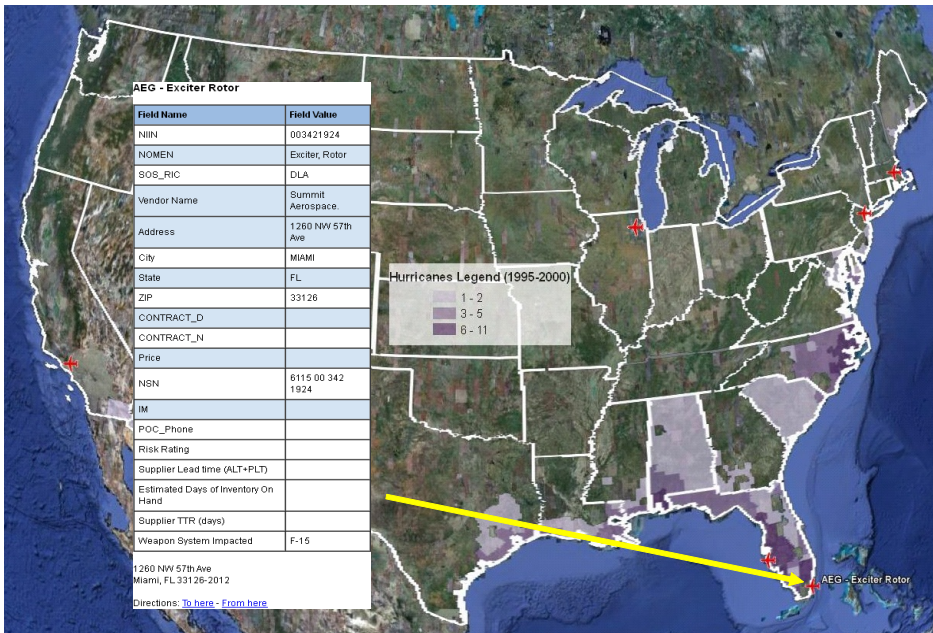 AEG - Exciter Rotor
Field Name Field Value
NIIN 003421924
NOMEN Exciter, Rotor
SOS_RIC DLA
Vendor Name Summit
Aerospace.
Address 1260 NW 57th
Ave
City MIAMI
State FL
ZIP 33126
CONTRACT_D
CONTRACT_N
Price
NSN 6115 00 342
1924
IM
POC_Phone
Risk Rating
Supplier Lead time (ALT+PLT)
Estimated Days of Inventory On
Hand
Supplier TTR (days)
Weapon System Impacted F-15
1260 NW 57th Ave
Miami, FL 33126-2012
Directions: To here - From here
Hurricanes Legend (1995-2000)
1 - 2
3 - 5
6 - 11
AEG - Exciter Rotor